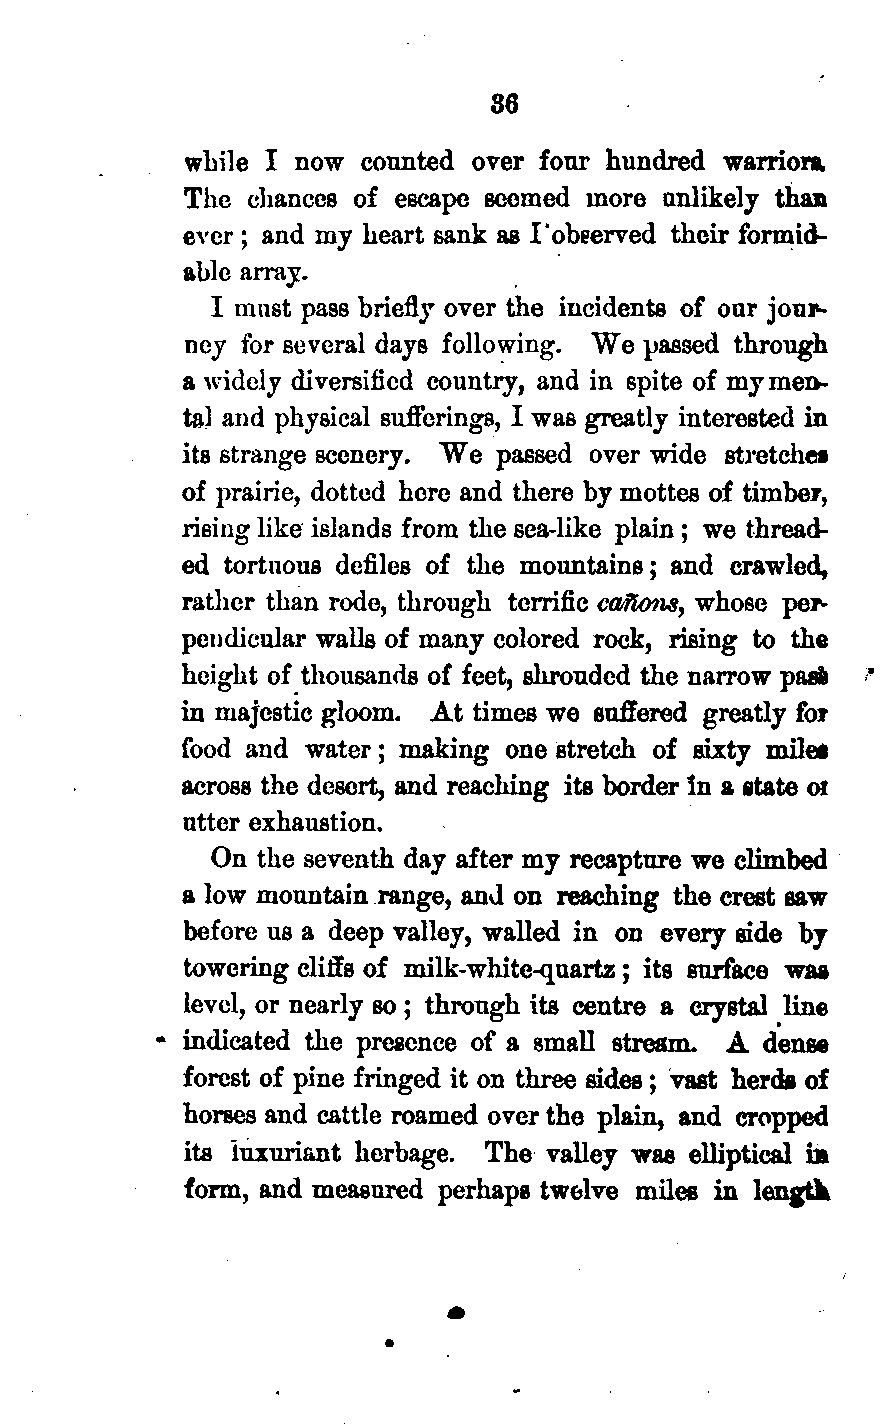 36
while I now counted over four hundred warriors.
The chances of escape seemed more unlikely than
ever ; and my heart sank as I observed their formid-
able array.
I must pass briefly over the incidents of our jour-
ney for several days following. We passed through
a widely diversified country, and in spite of my men-
tal and physical sufferings, I was greatly interested in
its strange scenery. We passed over wide stretches
of prairie, dotted here and there by mottes of timber,
rising like islands from the sea-like plain ; we thread-
ed tortuous defiles of the mountains ; and crawled,
rather than rode, through terrific cañons, whose per-
pendicular walls of many colored rock, rising to the
height of thousands of feet, shrouded the narrow pass
in majestic gloom. At times we suffered greatly for
food and water ; making one stretch of sixty miles
across the desert, and reaching its border in a state of
utter exhaustion.
On the seventh day after my recapture we climbed
a low mountain range, and on reaching the crest saw
before us a deep valley, walled in on every side by
towering cliffs of milk-white-quartz ; its surface was
level, or nearly so ; through its centre a crystal line
indicated the presence of a small stream. A dense
forest of pine fringed it on three sides ; vast herds of
horses and cattle roamed over the plain, and cropped
its luxuriant herbage. The valley was elliptical in
form, and measured perhaps twelve miles in length